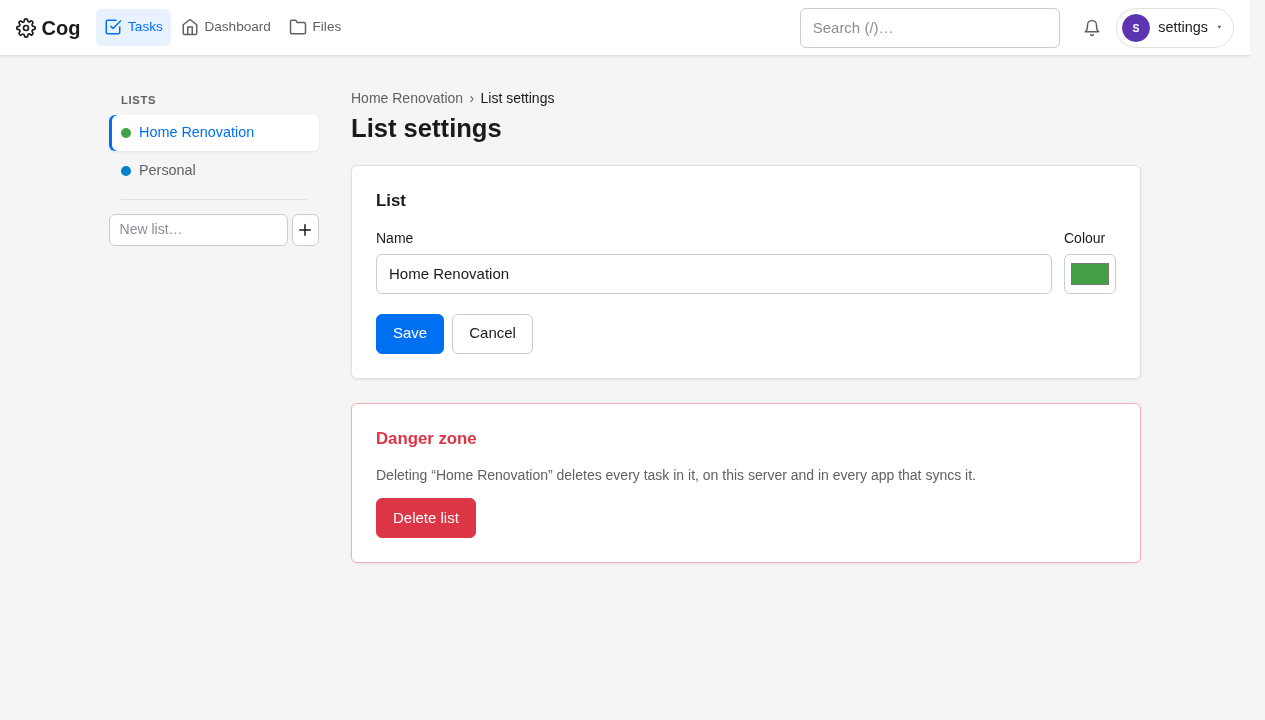 Cog
Tasks
Dashboard
Files
Search (/)…
S
settings
LISTS
Home Renovation
Personal
New list…
Home Renovation › List settings
List settings
List
Name
Colour
Home Renovation
Save
Cancel
Danger zone
Deleting “Home Renovation” deletes every task in it, on this server and in every app that syncs it.
Delete list